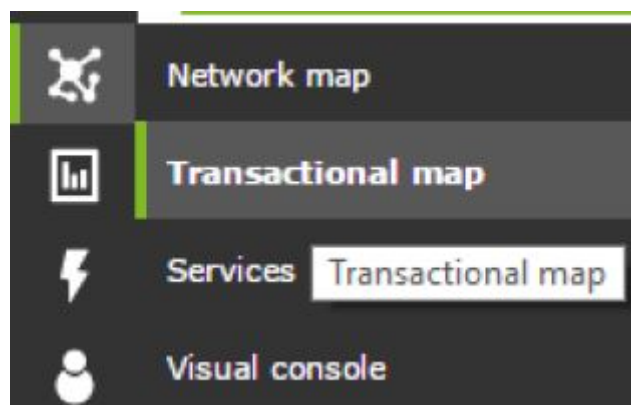 Network map
Transactional map
Services
Transactional map
Visual console